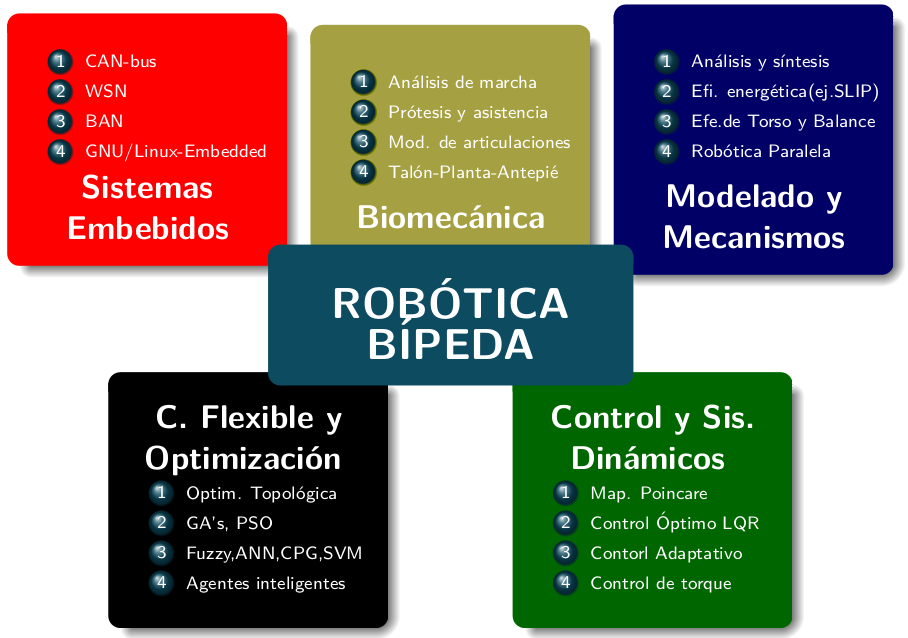 1 CAN-bus
2 WSN
3 BAN
4 GNU/Linux-Embedded
Sistemas
Embebidos
1 Análisis de marcha
2 Prótesis y asistencia
3 Mod. de articulaciones
4 Talón-Planta-Antepié
Biomecánica
1 Análisis y síntesis
2 Efi. energética(ej.SLIP)
3 Efe.de Torso y Balance
4 Robótica Paralela
Modelado y
Mecanismos
ROBÓTICA
BÍPEDA
C. Flexible y
Optimización
1 Optim. Topológica
2 GA's, PSO
3 Fuzzy,ANN,CPG,SVM
4 Agentes inteligentes
Control y Sis.
Dinámicos
1 Map. Poincare
2 Control Óptimo LQR
3 Contorl Adaptativo
4 Control de torque